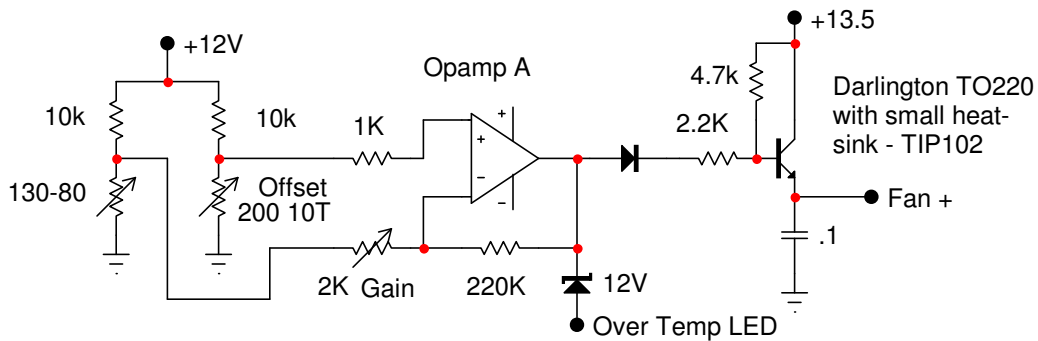 +12V
+13.5
Opamp A
10k
10k
1K
4.7k
2.2K
Darlington TO220
with small heat-
sink - TIP102
+
+
−
−
130-80
Offset
200 10T
Fan +
.1
2K Gain
220K
12V
Over Temp LED